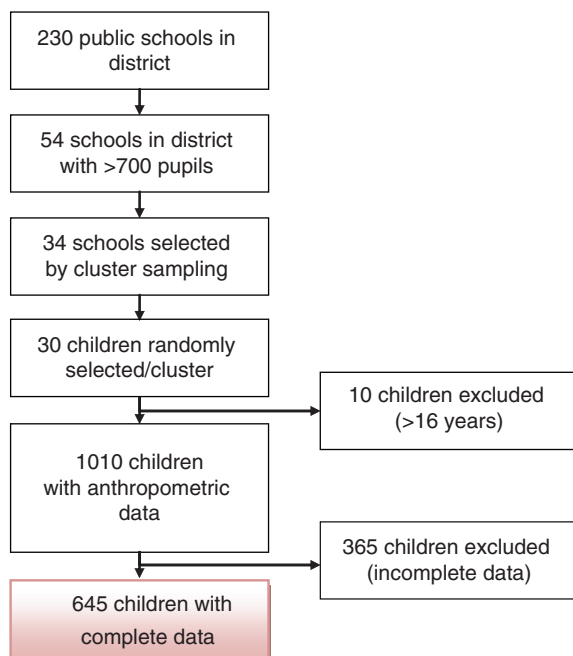 230 public schools in
district
54 schools in district
with >700 pupils
34 schools selected
by cluster sampling
30 children randomly
selected/cluster
10 children excluded
(>16 years)
1010 children
with anthropometric
data
365 children excluded
(incomplete data)
645 children with
complete data